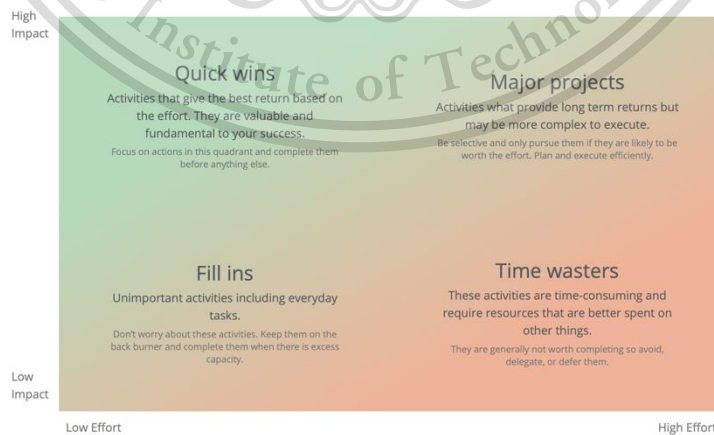 High
Impact
Institute of Techno
Quick wins
Activities that give the best return based on
the effort. They are valuable and
fundamental to your success.
Focus on actions in this quadrant and complete them
before anything else.
Major projects
Activities what provide long term returns but
may be more complex to execute.
Be selective and only pursue them if they are likely to be
worth the effort. Plan and execute efficiently.
Fill ins
Unimportant activities including everyday
tasks.
Don't worry about these activities. Keep them on the
back burner and complete them when there is excess
capacity.
Time wasters
These activities are time-consuming and
require resources that are better spent on
other things.
They are generally not worth completing so avoid,
delegate, or defer them.
Low
Impact
Low Effort
High Effort